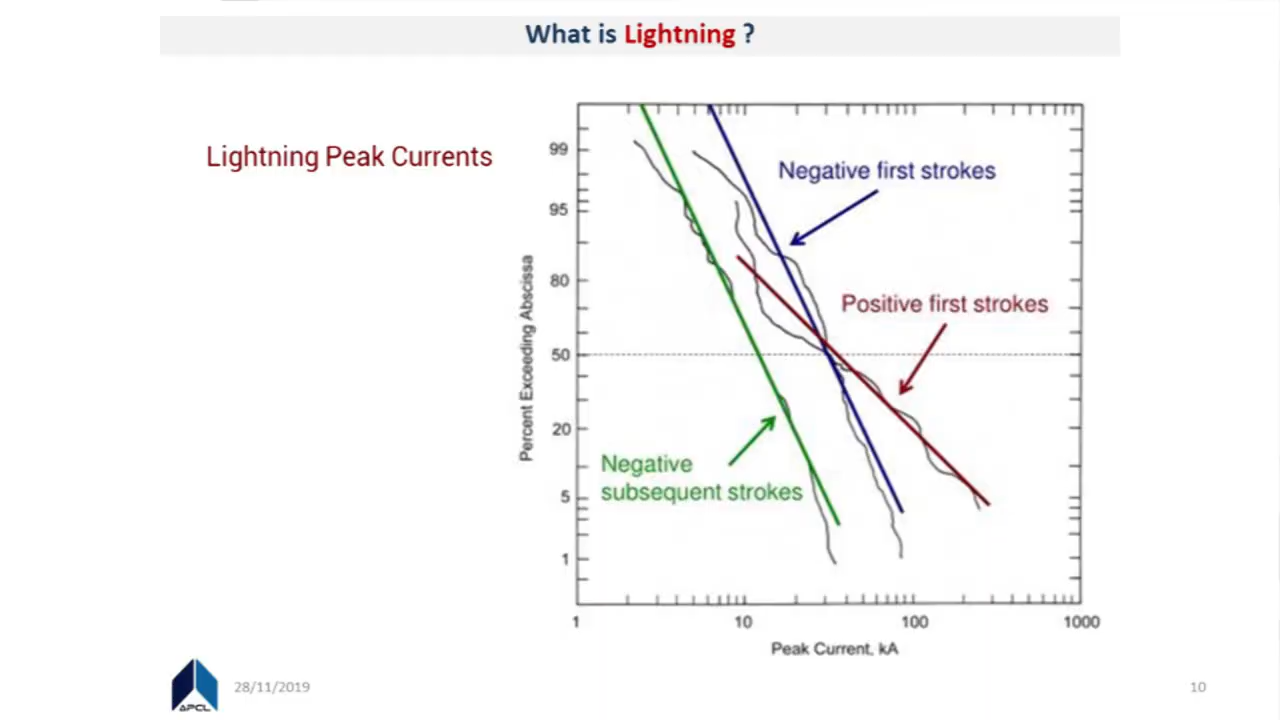 What is Lightning ?
Lightning Peak Currents
Negative first strokes
Positive first strokes
Negative
subsequent strokes
Percent Exceeding Abscissa
99
95
80
50
20
5
1
1
10
100
1000
Peak Current, kA
APCL
28/11/2019
10